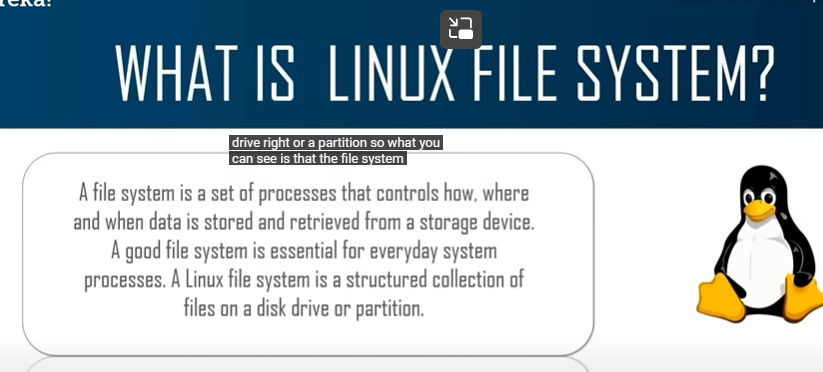 WHAT IS LINUX FILE SYSTEM?
drive right or a partition so what you
can see is that the file system
A file system is a set of processes that controls how, where
and when data is stored and retrieved from a storage device.
A good file system is essential for everyday system
processes. A Linux file system is a structured collection of
files on a disk drive or partition.